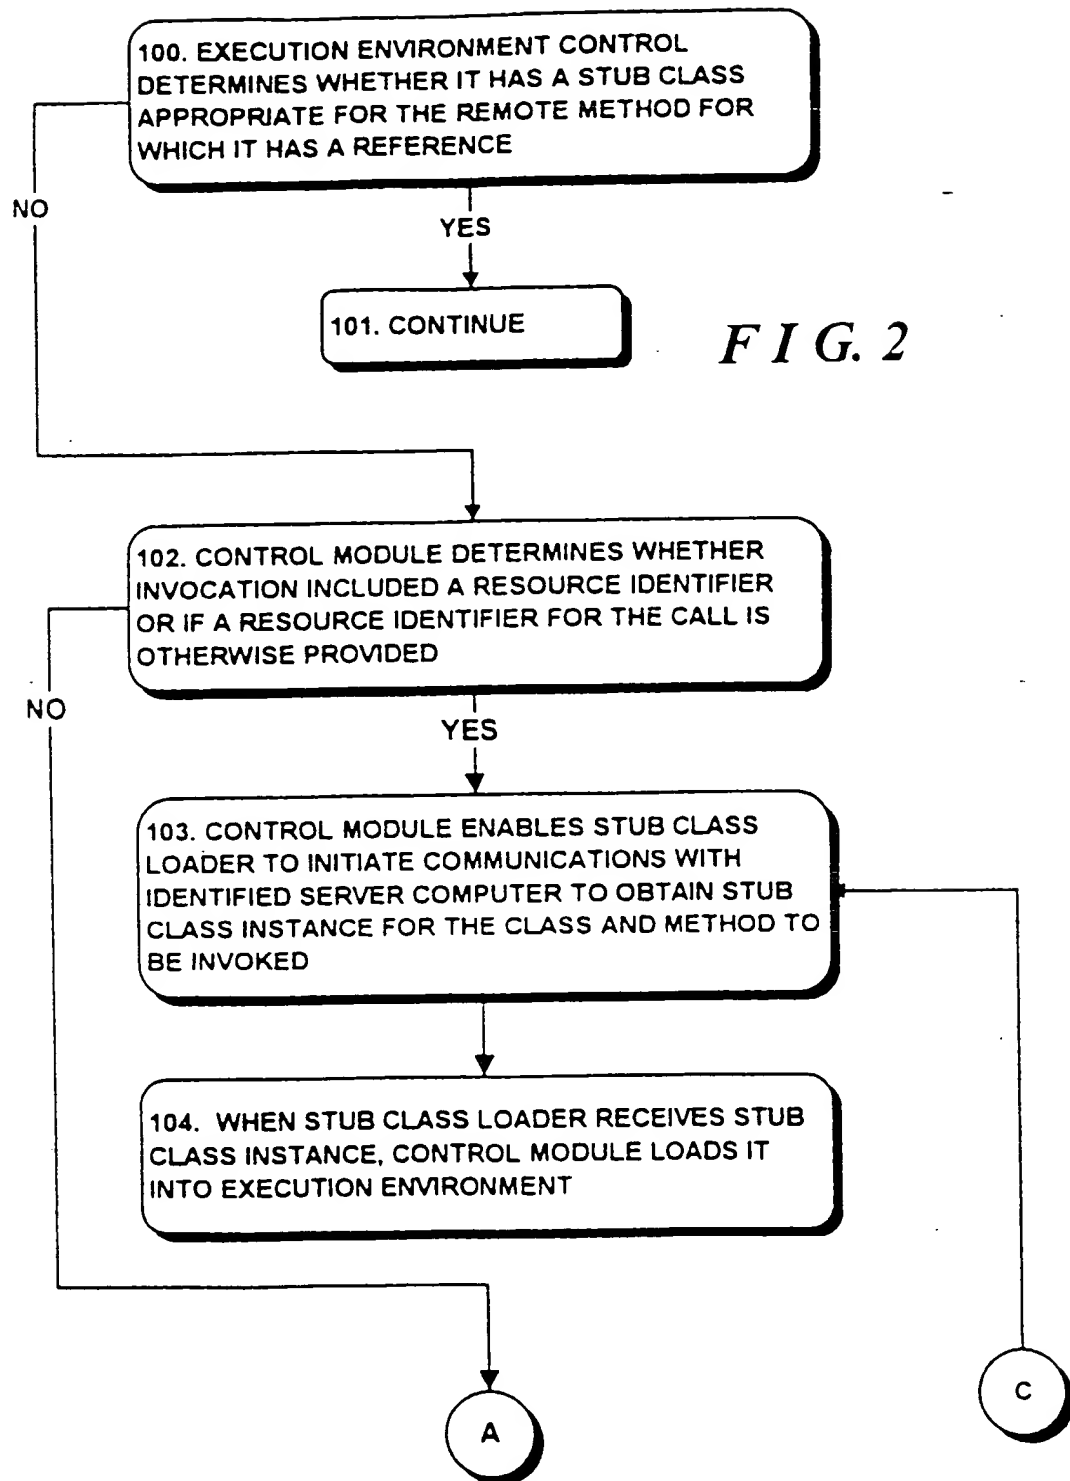 100. EXECUTION ENVIRONMENT CONTROL
DETERMINES WHETHER IT HAS A STUB CLASS
APPROPRIATE FOR THE REMOTE METHOD FOR
WHICH IT HAS A REFERENCE
NO
YES
101. CONTINUE
FIG. 2
102. CONTROL MODULE DETERMINES WHETHER
INVOCATION INCLUDED A RESOURCE IDENTIFIER
OR IF A RESOURCE IDENTIFIER FOR THE CALL IS
OTHERWISE PROVIDED
NO
YES
103. CONTROL MODULE ENABLES STUB CLASS
LOADER TO INITIATE COMMUNICATIONS WITH
IDENTIFIED SERVER COMPUTER TO OBTAIN STUB
CLASS INSTANCE FOR THE CLASS AND METHOD TO
BE INVOKED
104. WHEN STUB CLASS LOADER RECEIVES STUB
CLASS INSTANCE, CONTROL MODULE LOADS IT
INTO EXECUTION ENVIRONMENT
C
A